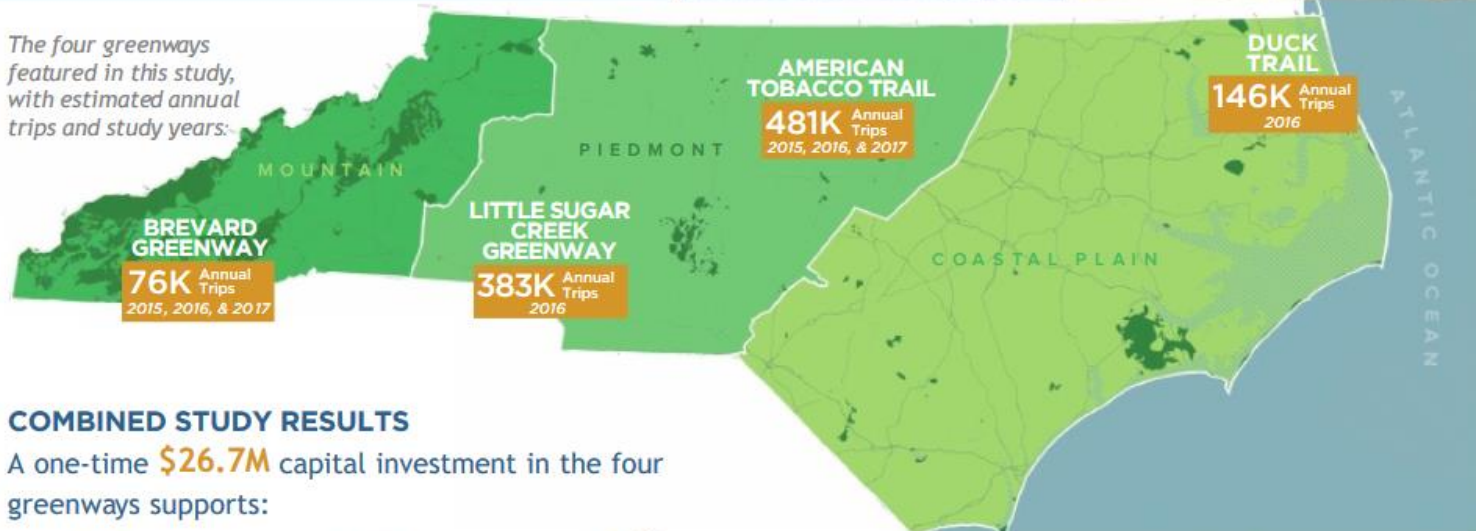 The four greenways
featured in this study,
with estimated annual
trips and study years:
MOUNTAIN
BREVARD
GREENWAY
76K Annual
Trips
2015, 2016, & 2017
PIEDMONT
LITTLE SUGAR
CREEK
GREENWAY
383K Annual
Trips
2016
AMERICAN
TOBACCO TRAIL
481K Annual
Trips
2015, 2016, & 2017
COASTAL PLAIN
DUCK
TRAIL
146K Annual
Trips
2016
ATLANTIC OCEAN
COMBINED STUDY RESULTS
A one-time $26.7M capital investment in the four
greenways supports: